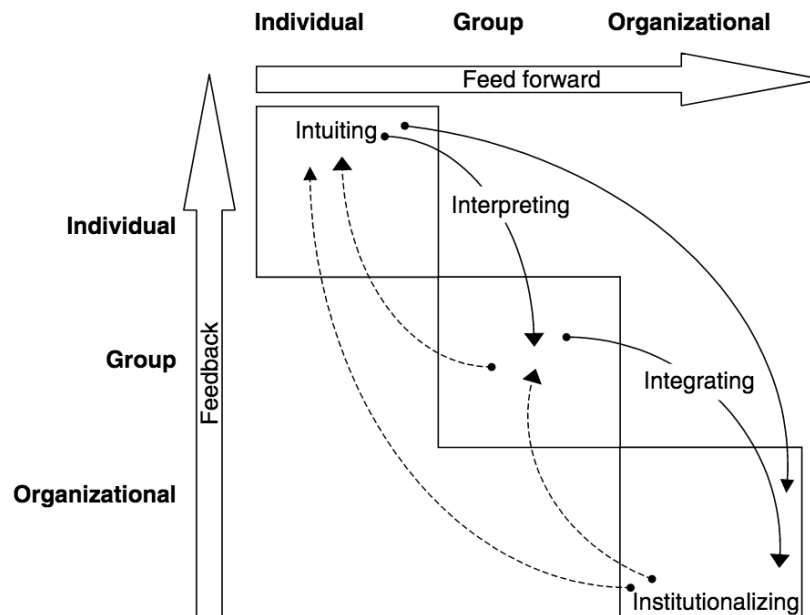 Individual Group Organizational
Feed forward
Intuiting
Interpreting
Individual
Group
Feedback
Integrating
Organizational
Institutionalizing